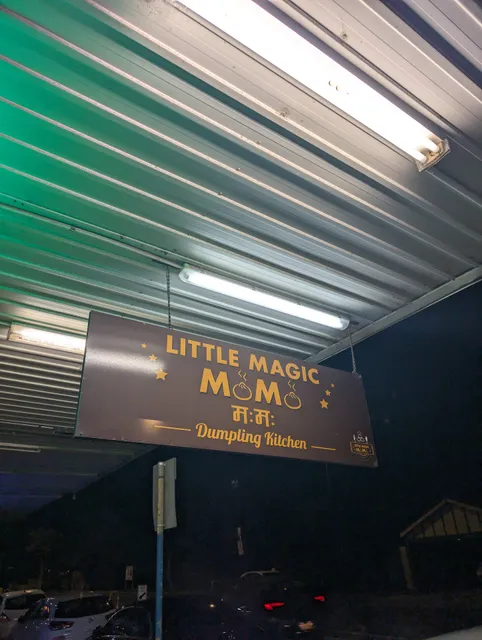 LITTLE MAGIC
MOMO
म:म:
Dumpling Kitchen